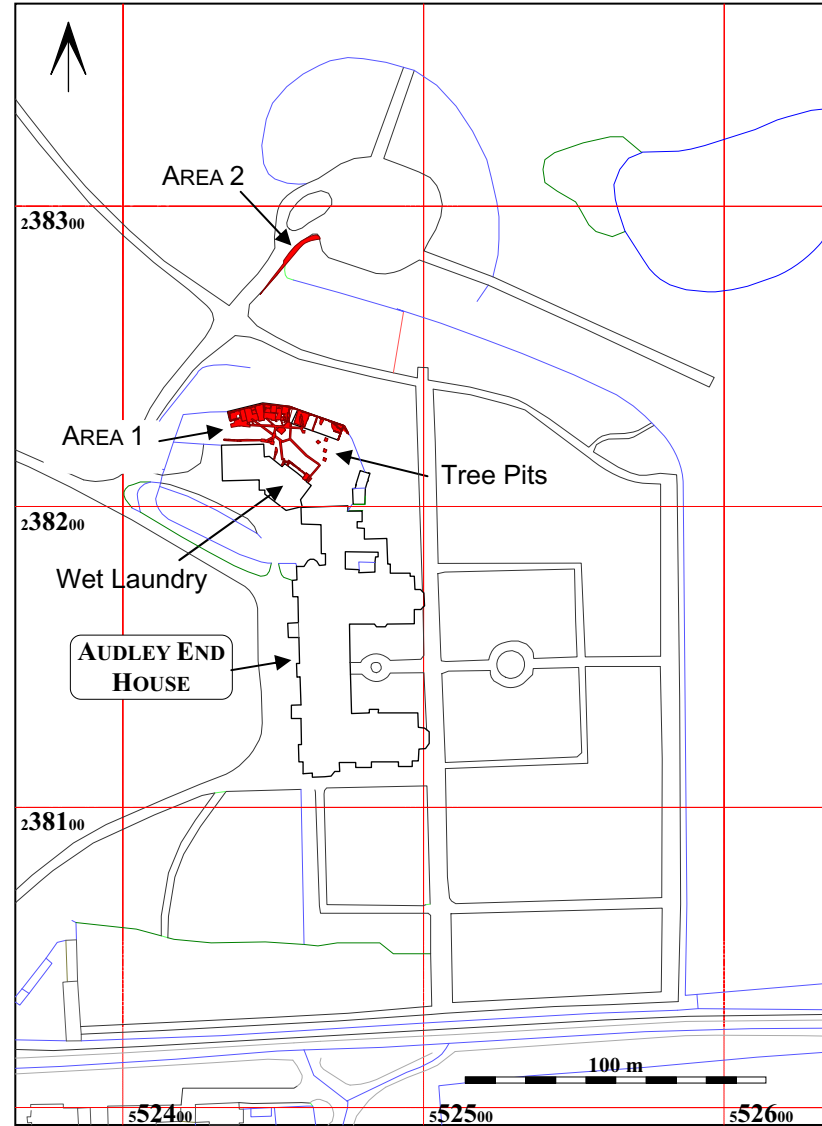 AREA 2
238300
AREA 1
Tree Pits
238200
Wet Laundry
AUDLEY END
HOUSE
238100
100 m
552400
552500
552600